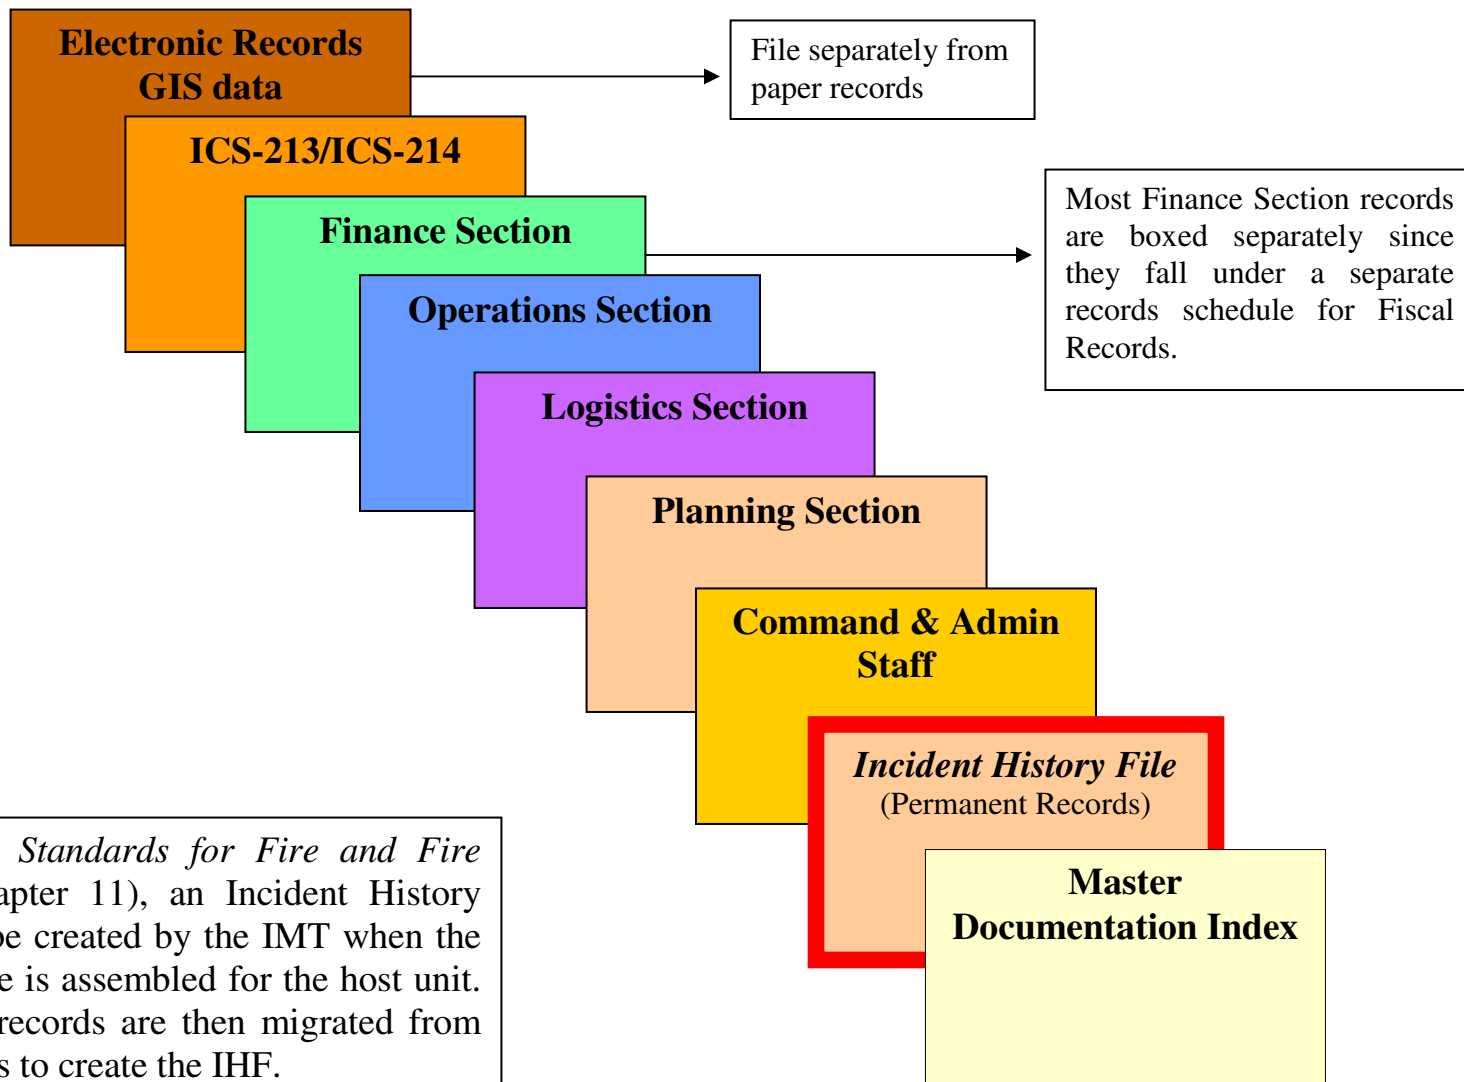 Electronic Records
GIS data
File separately from
paper records
ICS-213/ICS-214
Most Finance Section records
are boxed separately since
they fall under a separate
records schedule for Fiscal
Records.
Finance Section
Operations Section
Logistics Section
Planning Section
Command & Admin
Staff
Incident History File
(Permanent Records)
Standards for Fire and Fire
11), an Incident History
be created by the IMT when the
is assembled for the host unit.
records are then migrated from
to create the IHF.
Master
Documentation Index